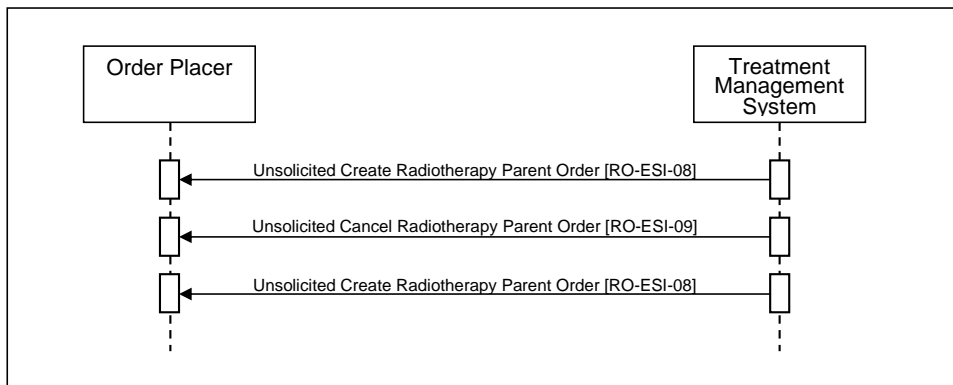 Order Placer
Treatment
Management
System
Unsolicited Create Radiotherapy Parent Order [RO-ESI-08]
Unsolicited Cancel Radiotherapy Parent Order [RO-ESI-09]
Unsolicited Create Radiotherapy Parent Order [RO-ESI-08]